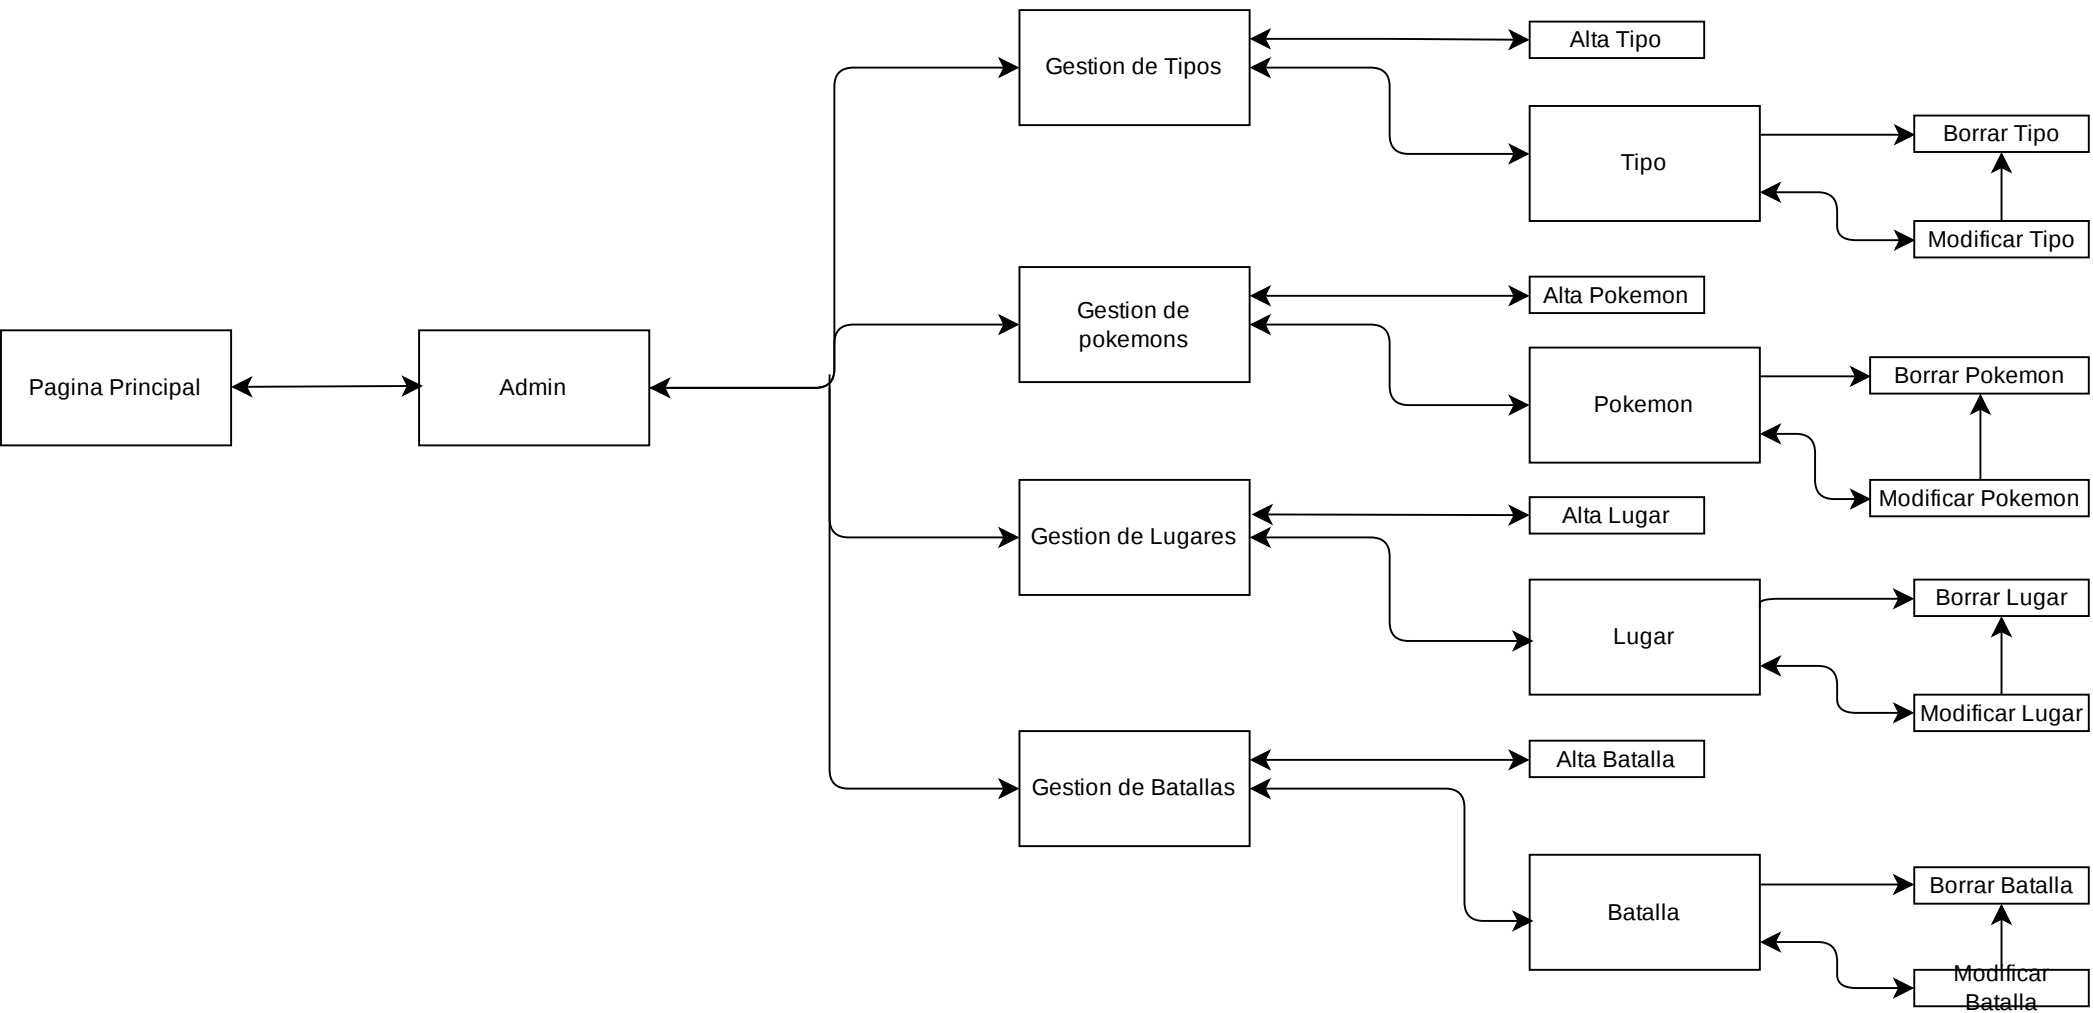 Pagina Principal
Admin
Gestion de Tipos
Alta Tipo
Tipo
Borrar Tipo
Modificar Tipo
Gestion de
pokemons
Alta Pokemon
Pokemon
Borrar Pokemon
Modificar Pokemon
Gestion de Lugares
Alta Lugar
Lugar
Borrar Lugar
Modificar Lugar
Gestion de Batallas
Alta Batalla
Batalla
Borrar Batalla
Modificar
Batalla